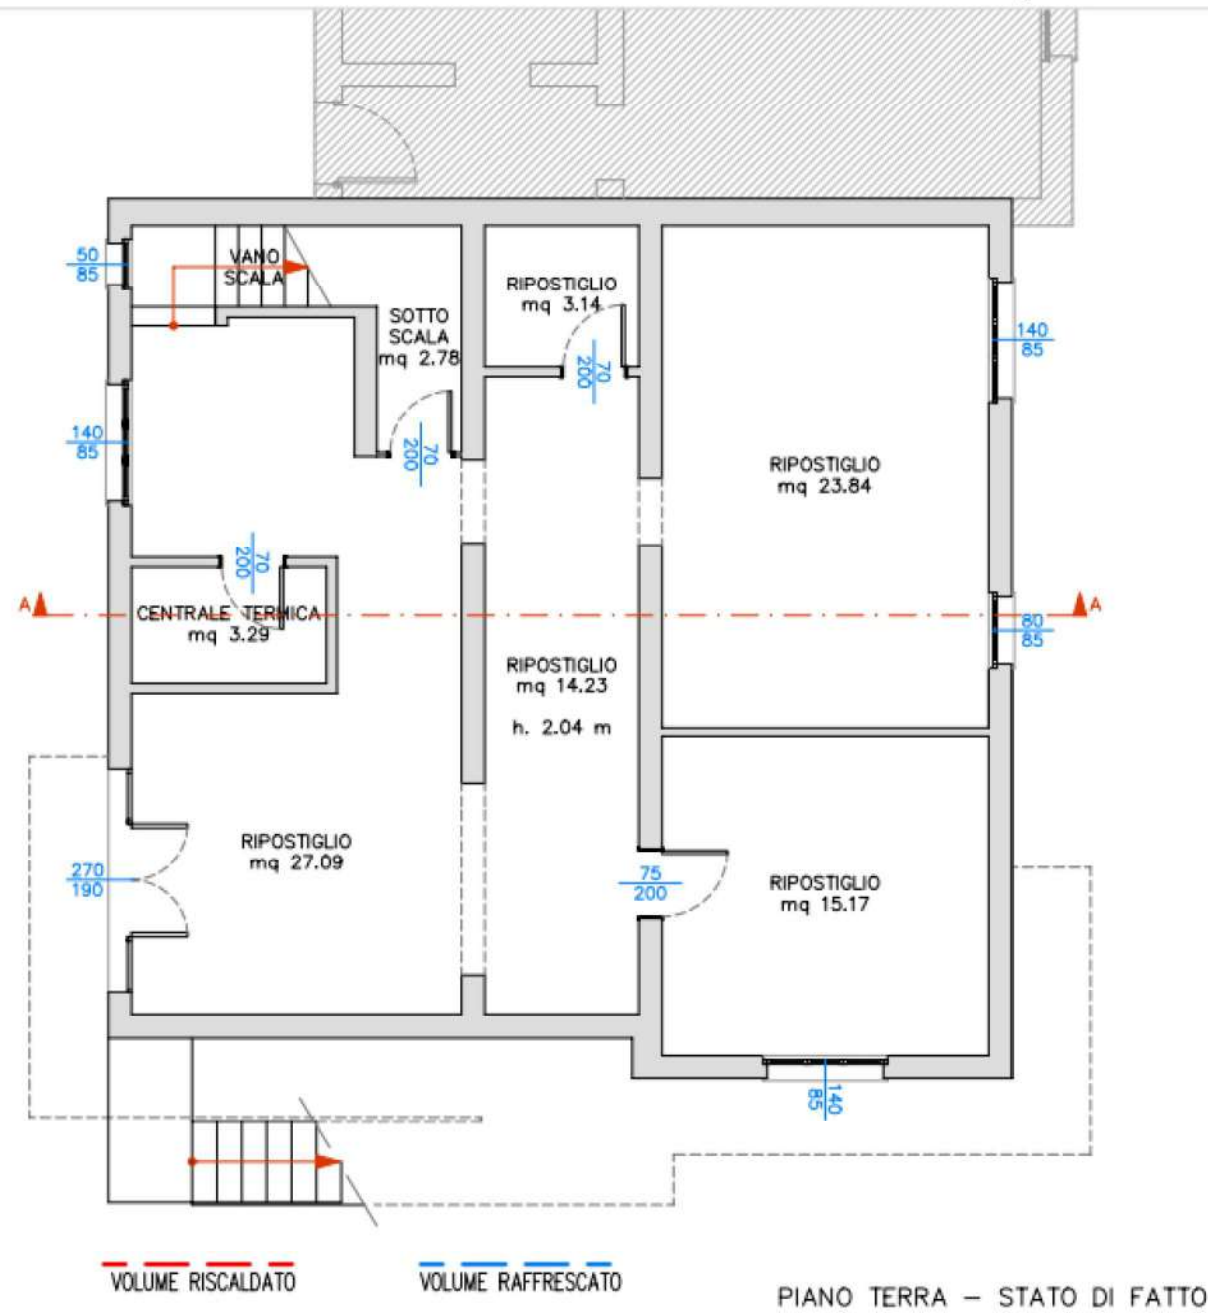 50
85
VANO
SCALA
RIPOSTIGLIO
mq 3.14
SOTTO
SCALA
mq 2.78
140
85
70
200
140
85
70
200
RIPOSTIGLIO
mq 23.84
70
200
A
A
CENTRALE TERMICA
mq 3.29
80
85
RIPOSTIGLIO
mq 14.23
h. 2.04 m
RIPOSTIGLIO
mq 27.09
270
190
75
200
RIPOSTIGLIO
mq 15.17
140
85
VOLUME RISCALDATO
VOLUME RAFFRESCATO
PIANO TERRA – STATO DI FATTO